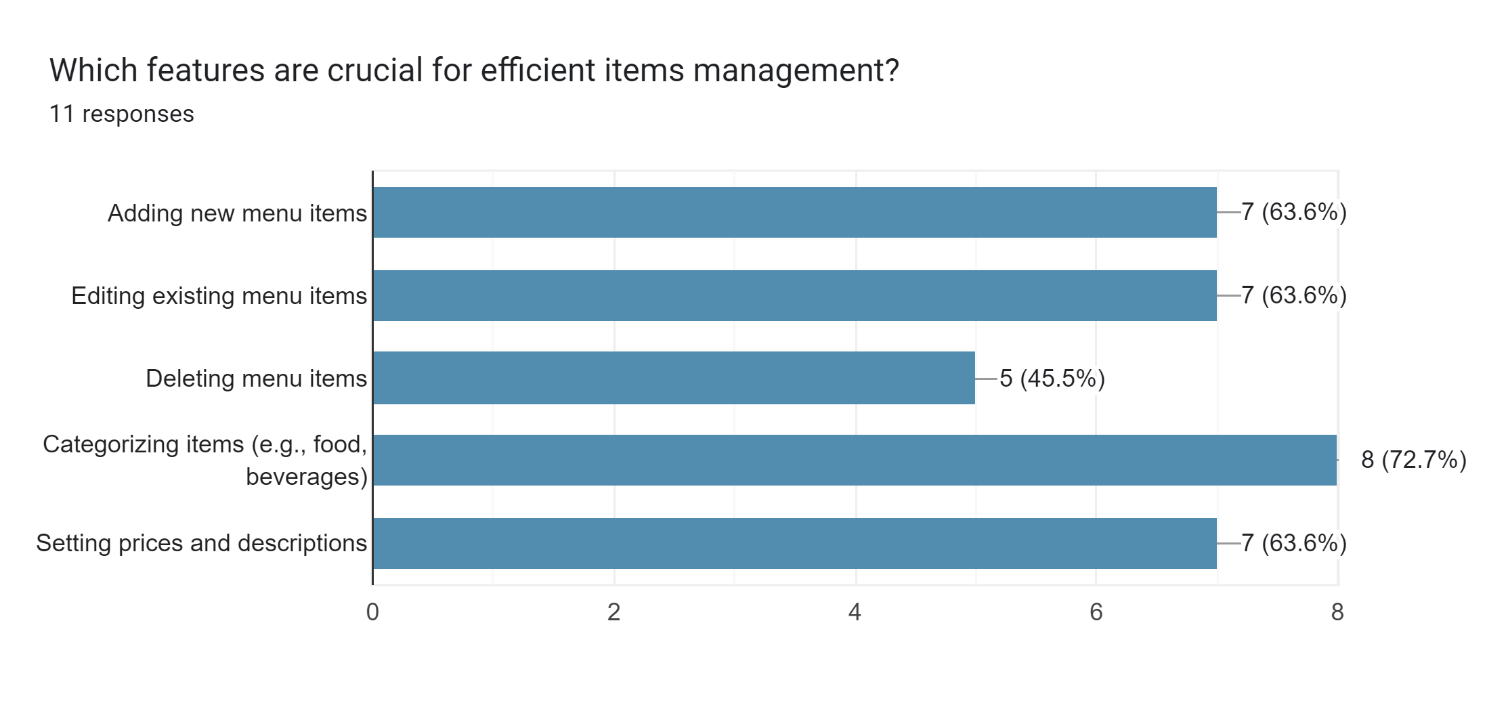 Which features are crucial for efficient items management?
11 responses
Adding new menu items
7 (63.6%)
Editing existing menu items
7 (63.6%)
Deleting menu items
5 (45.5%)
Categorizing items (e.g., food,
beverages)
8 (72.7%)
Setting prices and descriptions
7 (63.6%)
0 2 4 6 8